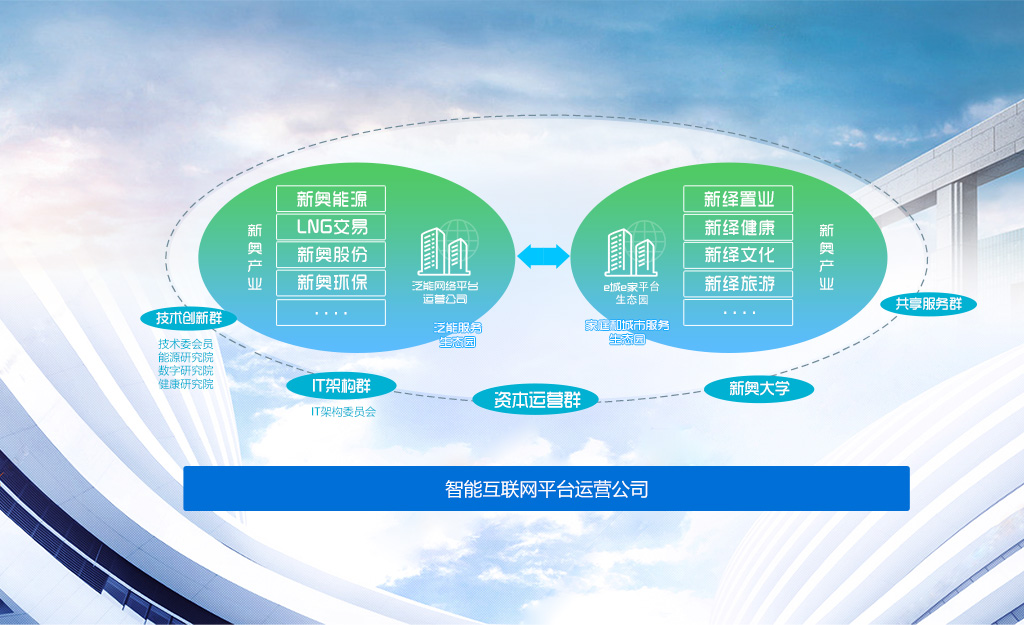 新奥产业
新奥能源
LNG交易
新奥股份
新奥环保
....
泛能网络平台
运营公司
泛能服务
生态园
新绎置业
新绎健康
新绎文化
新绎旅游
....
新奥产业
e城e家平台
生态园
家庭和城市服务
生态园
技术创新群
技术委会员
能源研究院
数字研究院
健康研究院
IT架构群
IT架构委员会
资本运营群
新奥大学
共享服务群
智能互联网平台运营公司